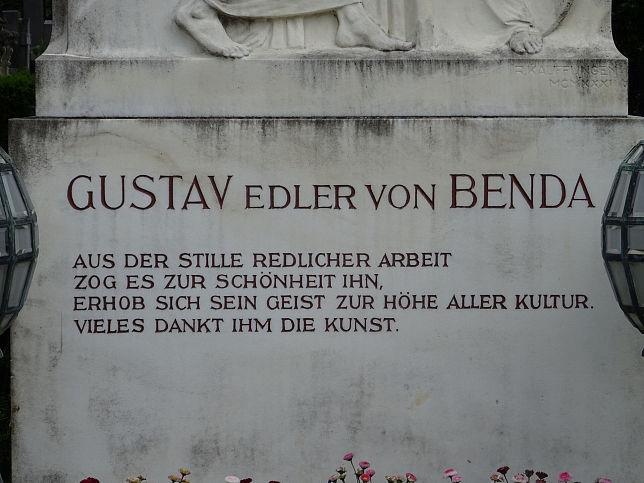 R. KAUFFUNGEN
GUSTAV EDLER VON BENDA
AUS DER STILLE REDLICHER ARBEIT
ZOG ES ZUR SCHÖNHEIT IHN,
ERHOB SICH SEIN GEIST ZUR HÖHE ALLER KULTUR.
VIELES DANKT IHM DIE KUNST.